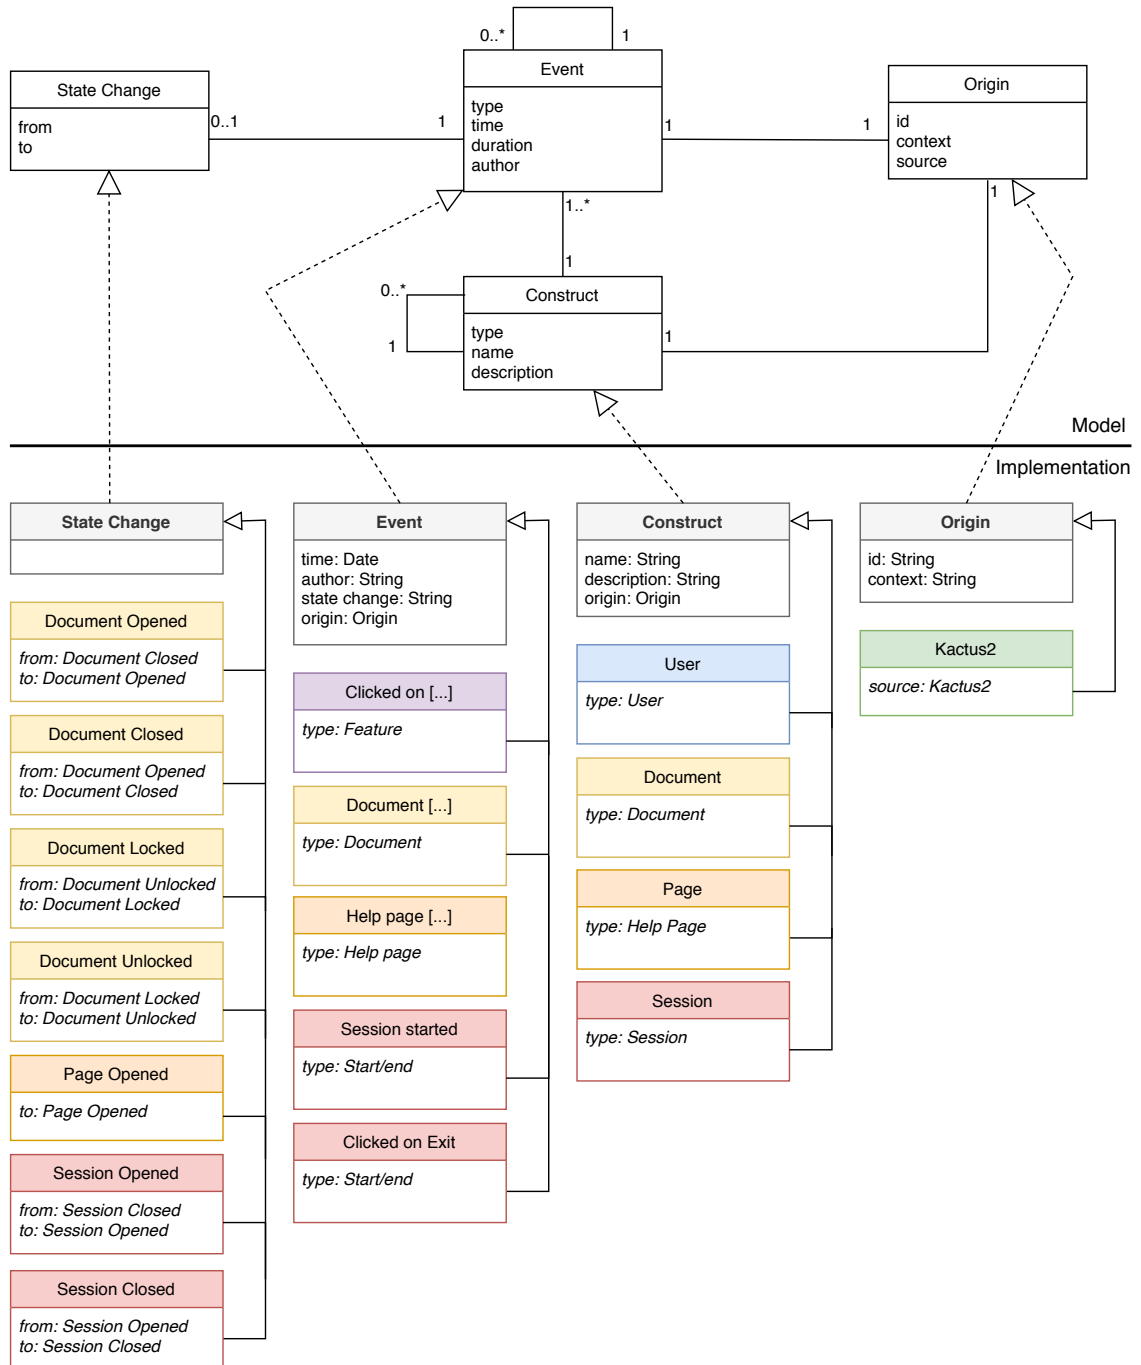 0..*
1
Event
type
time
duration
author
State Change
from
to
0..1
1
Origin
id
context
source
1
1
1
1..*
1
Construct
type
name
description
0..*
1
1
Model
Implementation
State Change
Document Opened
from: Document Closed
to: Document Opened
Document Closed
from: Document Opened
to: Document Closed
Document Locked
from: Document Unlocked
to: Document Locked
Document Unlocked
from: Document Locked
to: Document Unlocked
Page Opened
to: Page Opened
Session Opened
from: Session Closed
to: Session Opened
Session Closed
from: Session Opened
to: Session Closed
Event
time: Date
author: String
state change: String
origin: Origin
Clicked on [...]
type: Feature
Document [...]
type: Document
Help page [...]
type: Help page
Session started
type: Start/end
Clicked on Exit
type: Start/end
Construct
name: String
description: String
origin: Origin
User
type: User
Document
type: Document
Page
type: Help Page
Session
type: Session
Origin
id: String
context: String
Kactus2
source: Kactus2